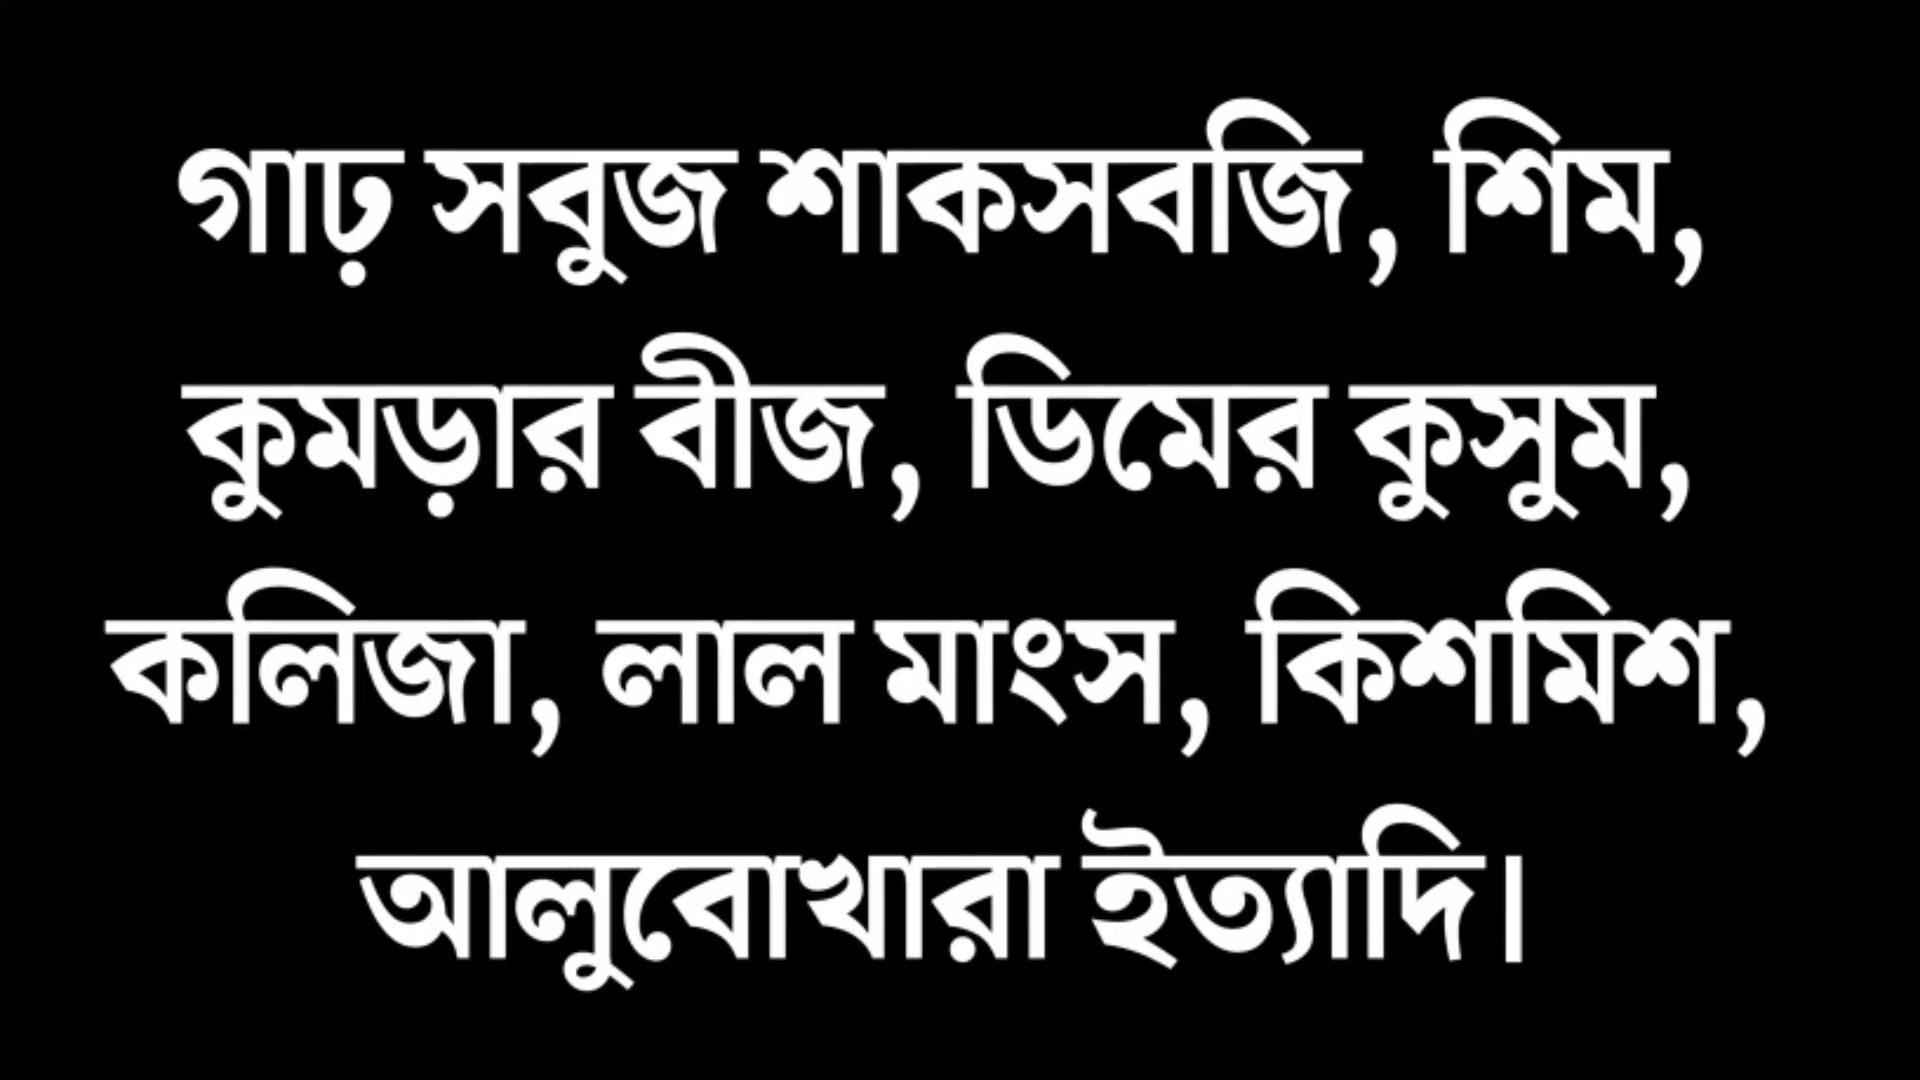 গাঢ় সবুজ শাকসবজি, শিম,
কুমড়ার বীজ, ডিমের কুসুম,
কলিজা, লাল মাংস, কিশমিশ,
আলুবোখারা ইত্যাদি।